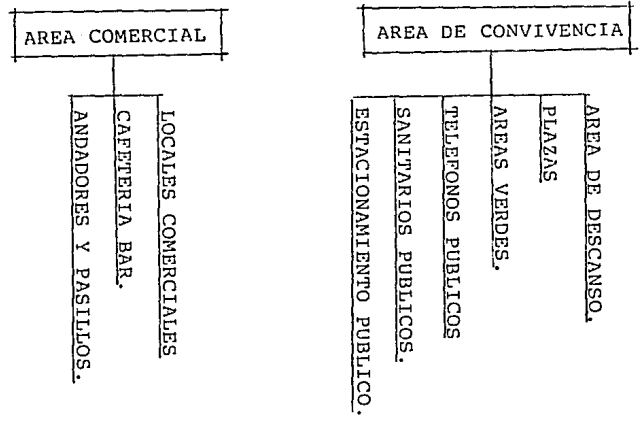 AREA COMERCIAL
LOCALES COMERCIALES
CAFETERIA BAR.
ANDADORES Y PASILLOS.
AREA DE CONVIVENCIA
AREA DE DESCANSO.
PLAZAS
AREAS VERDES.
TELEFONOS PUBLICOS
SANITARIOS PUBLICOS.
ESTACIONAMIENTO PUBLICO.